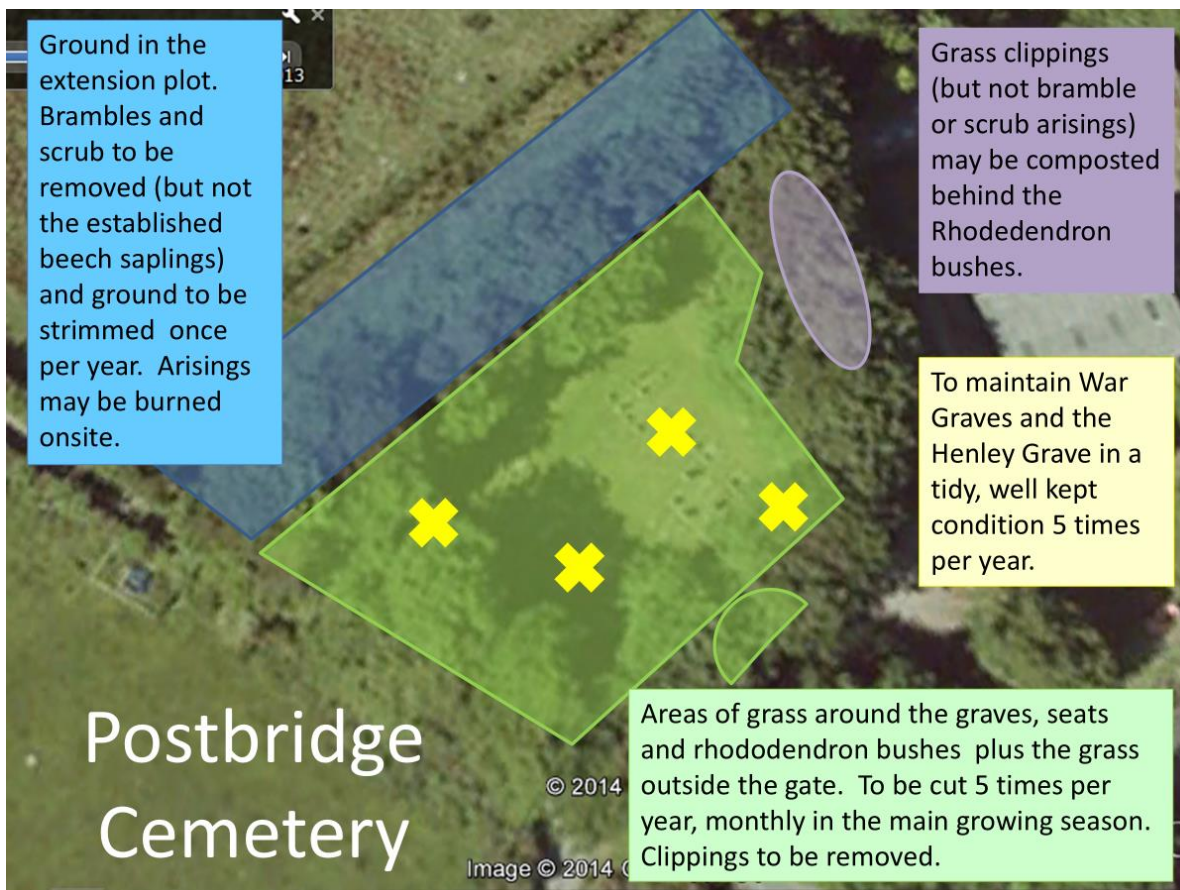 Ground in the
extension plot.
Brambles and
scrub to be
removed (but not
the established
beech saplings)
and ground to be
strimmed once
per year. Arisings
may be burned
onsite.
13
Grass clippings
(but not bramble
or scrub arisings)
may be composted
behind the
Rhodedendron
bushes.
To maintain War
Graves and the
Henley Grave in a
tidy, well kept
condition 5 times
per year.
Areas of grass around the graves, seats
and rhododendron bushes plus the grass
outside the gate. To be cut 5 times per
year, monthly in the main growing season.
Clippings to be removed.
Postbridge
Cemetery
© 2014
Image © 2014